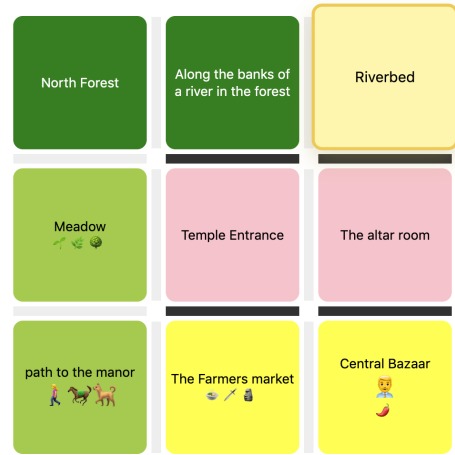 North Forest
Along the banks of
a river in the forest
Riverbed
Meadow
Temple Entrance
The altar room
path to the manor
The Farmers market
Central Bazaar